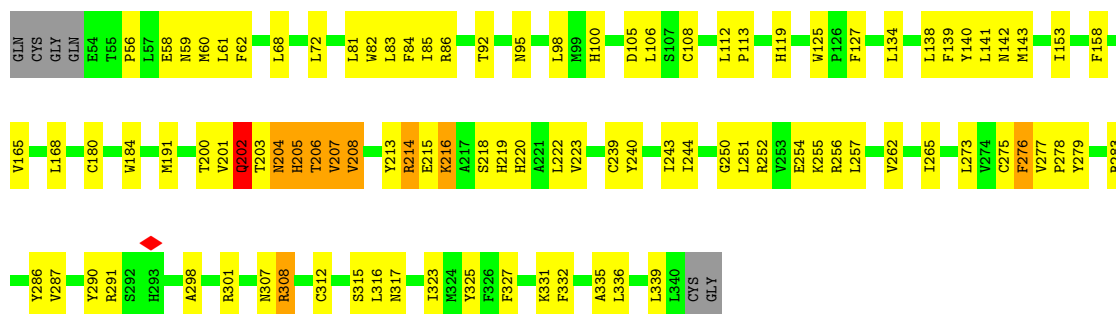 GLN CYS GLY GLN E54 T55 P56 L57 E58 N59 M60 L61 F62 L68 L72 L81 W82 L83 F84 I85 R86 T92 N95 L98 M99 H100 D105 L106 S107 C108 L112 P113 H119 W125 P126 F127 L134 L138 F139 Y140 L141 N142 M143 I153 F158
V165 L168 C180 W184 M191 T200 V201 Q202 T203 N204 H205 T206 V207 V208 Y213 R214 E215 K216 A217 S218 H219 H220 A221 L222 V223 C239 Y240 I243 I244 G250 L251 R252 V253 E254 K255 R256 L257 V262 I265 L273 V274 C275 F276 V277 P278 Y279
Y286 V287 Y290 R291 S292 H293 A298 R301 N307 R308 C312 S315 L316 N317 I323 M324 Y325 F326 F327 K331 F332 A335 L336 L339 L340 CYS GLY